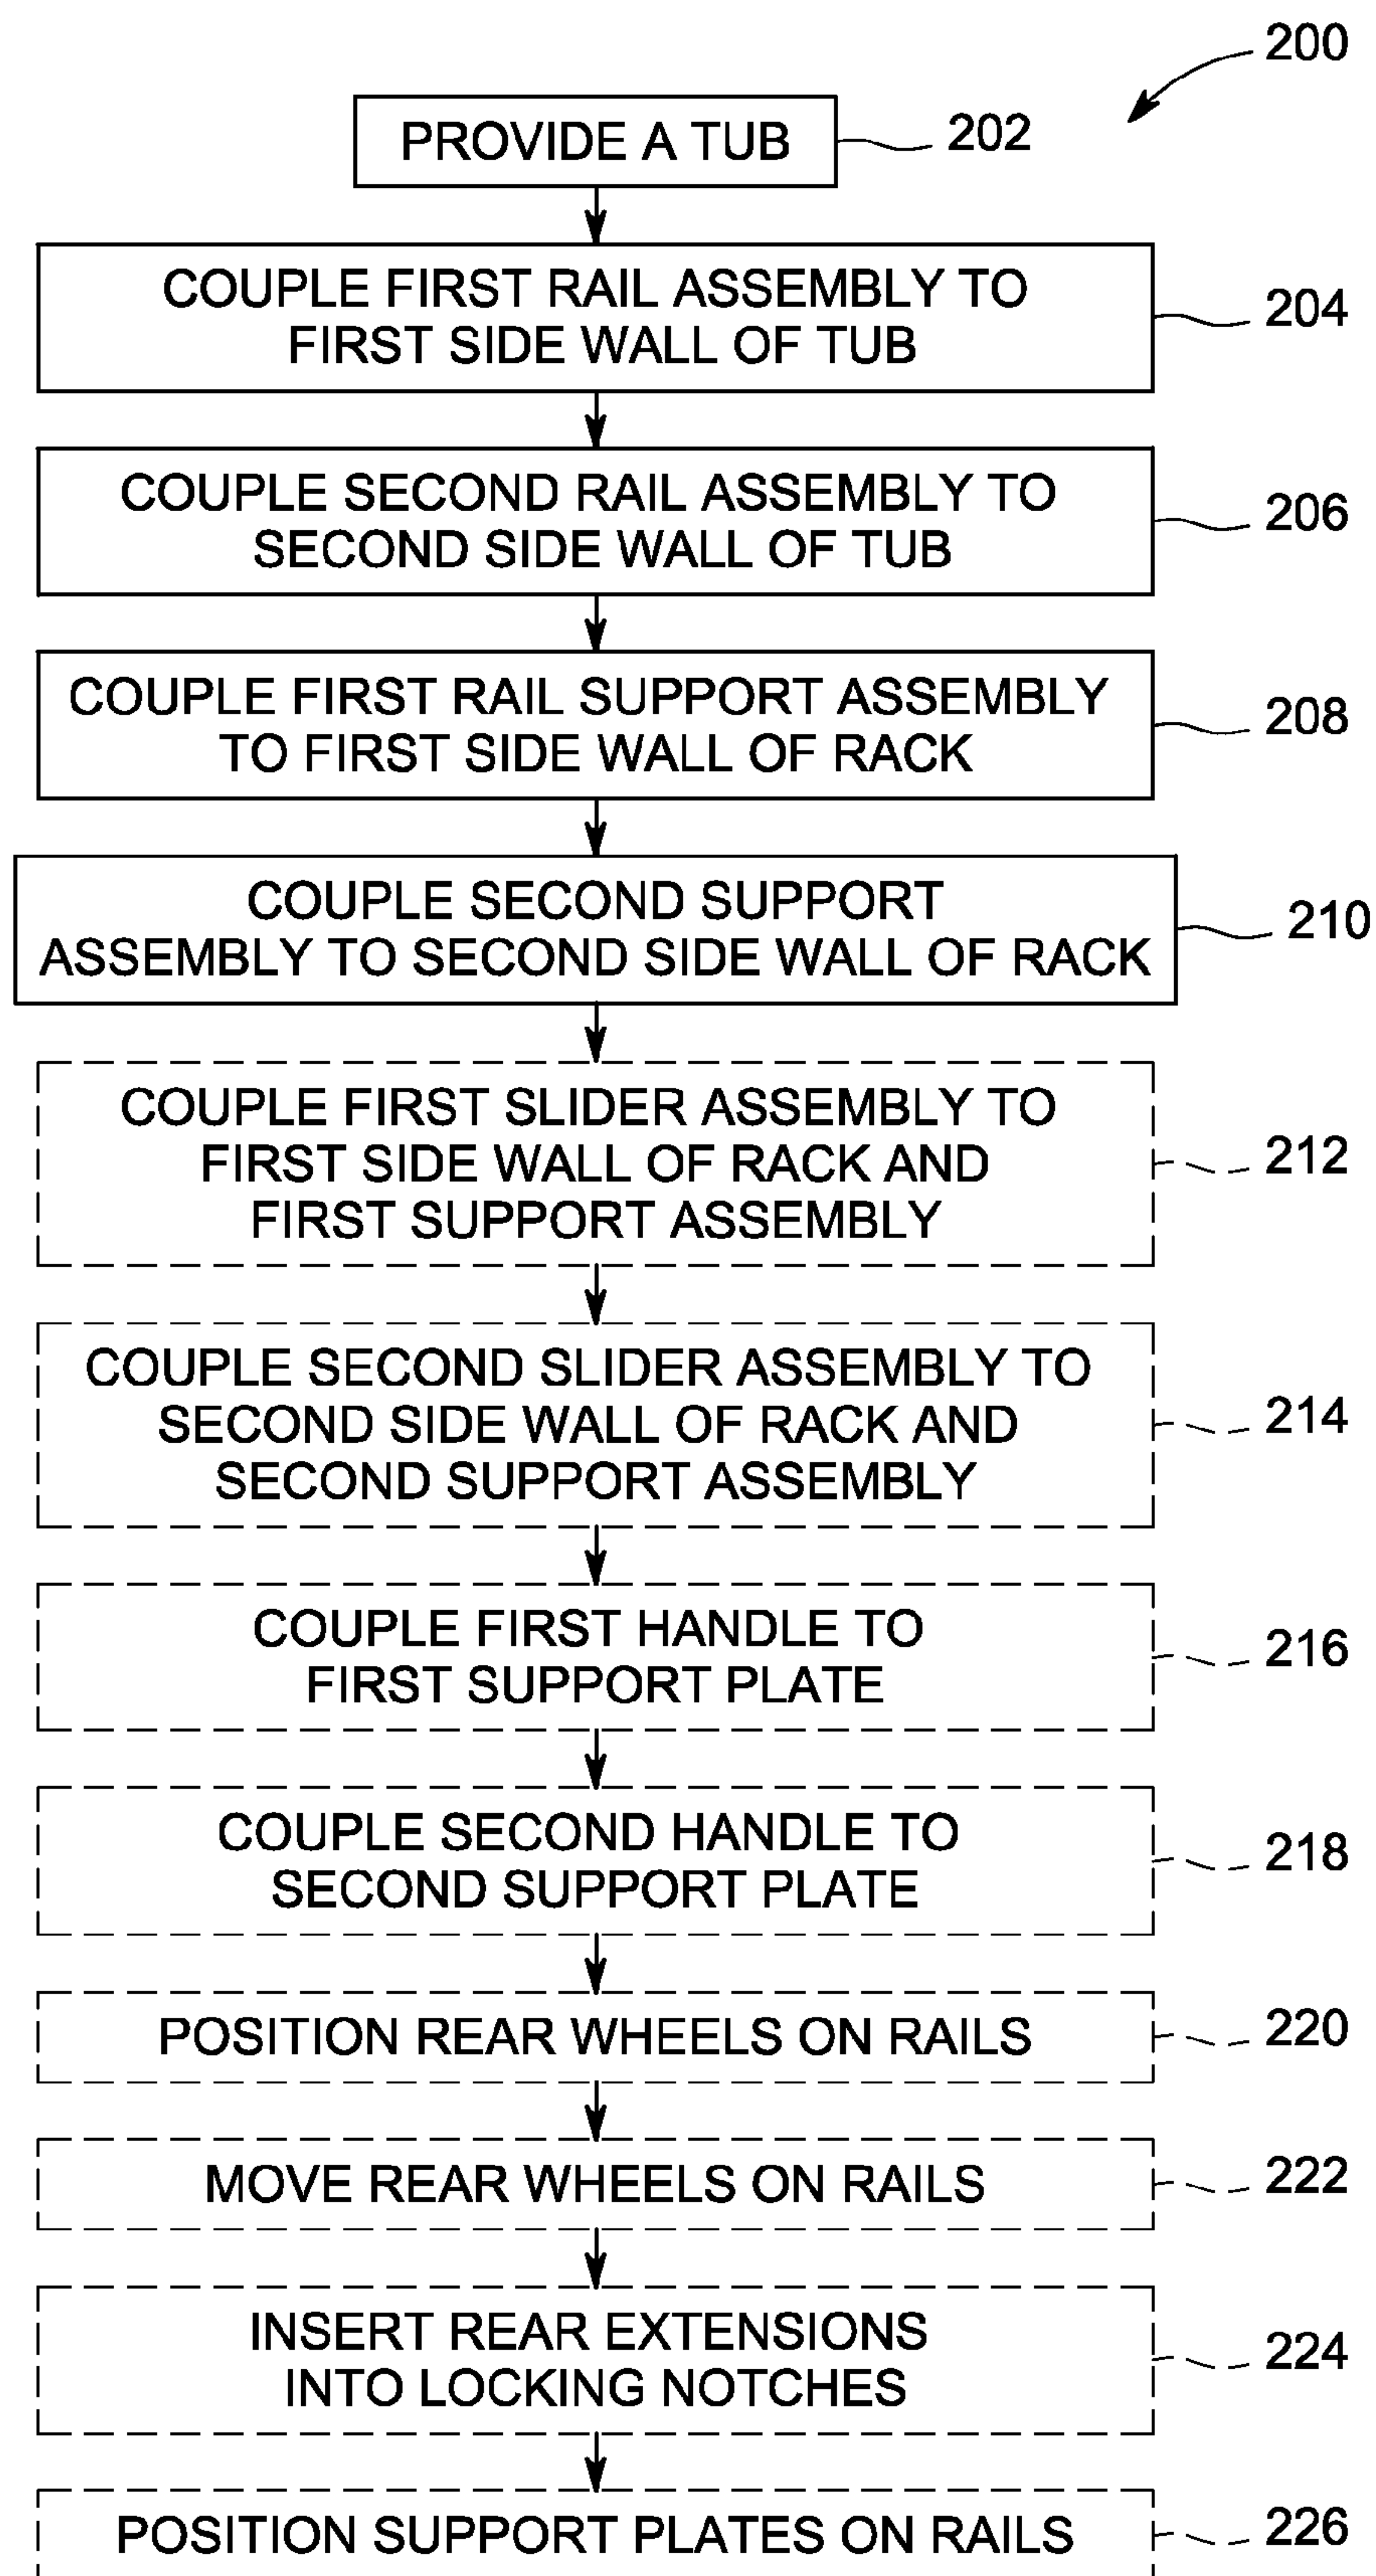 200
PROVIDE A TUB
202
COUPLE FIRST RAIL ASSEMBLY TO
FIRST SIDE WALL OF TUB
204
COUPLE SECOND RAIL ASSEMBLY TO
SECOND SIDE WALL OF TUB
206
COUPLE FIRST RAIL SUPPORT ASSEMBLY
TO FIRST SIDE WALL OF RACK
208
COUPLE SECOND SUPPORT
ASSEMBLY TO SECOND SIDE WALL OF RACK
210
COUPLE FIRST SLIDER ASSEMBLY TO
FIRST SIDE WALL OF RACK AND
FIRST SUPPORT ASSEMBLY
212
COUPLE SECOND SLIDER ASSEMBLY TO
SECOND SIDE WALL OF RACK AND
SECOND SUPPORT ASSEMBLY
214
COUPLE FIRST HANDLE TO
FIRST SUPPORT PLATE
216
COUPLE SECOND HANDLE TO
SECOND SUPPORT PLATE
218
POSITION REAR WHEELS ON RAILS
220
MOVE REAR WHEELS ON RAILS
222
INSERT REAR EXTENSIONS
INTO LOCKING NOTCHES
224
POSITION SUPPORT PLATES ON RAILS
226